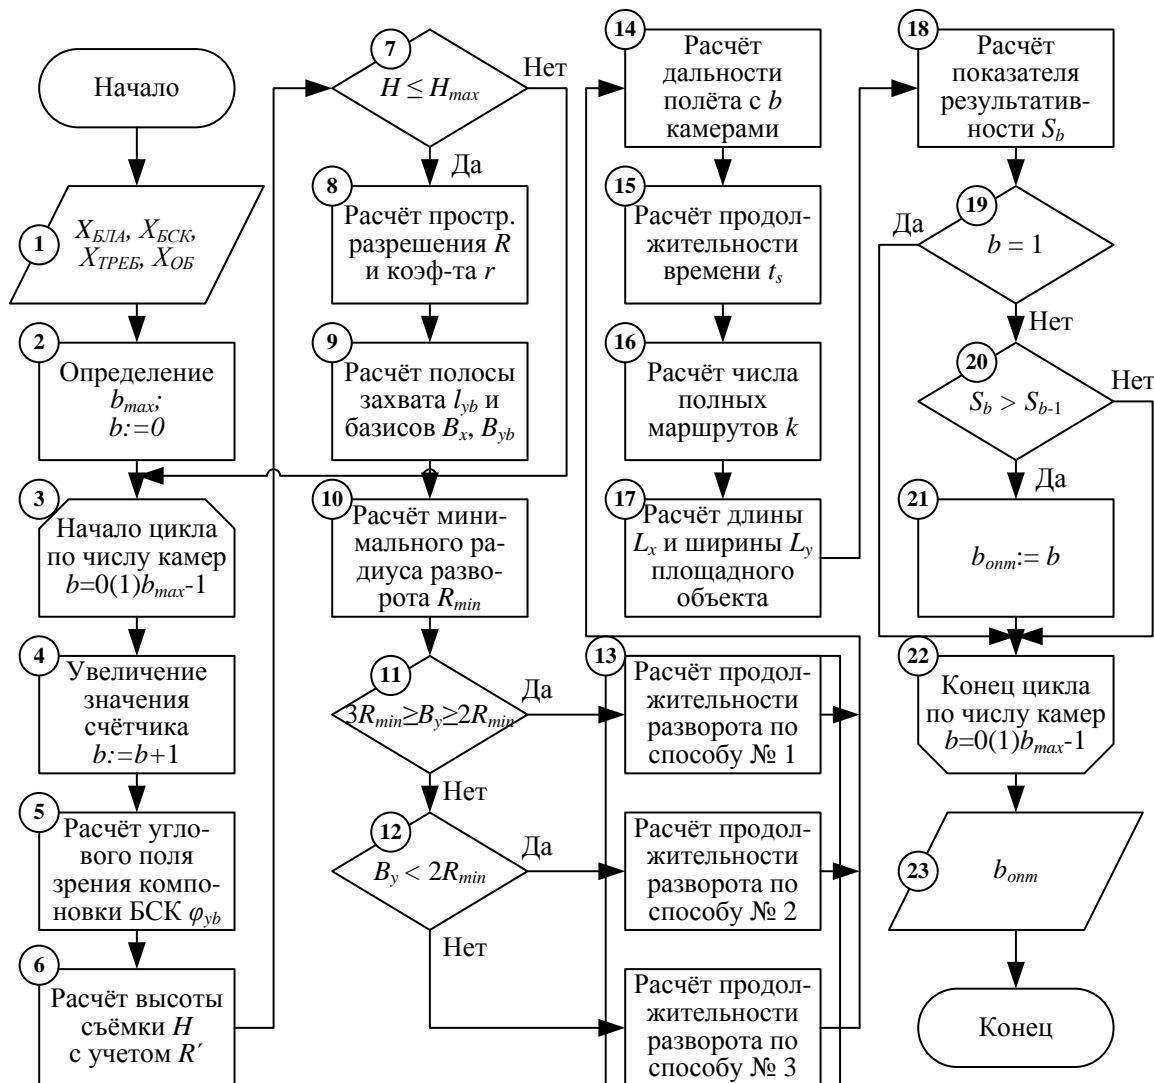 Начало
1
X_БЛА, X_БСК,
X_ТРЕБ, X_ОБ
2
Определение
b_max;
b:=0
3
Начало цикла
по числу камер
b=0(1)b_max-1
4
Увеличение
значения
счётчика
b:=b+1
5
Расчёт угло-
вого поля
зрения компо-
новки БСК φ_yb
6
Расчёт высоты
съёмки H
с учетом R′
7
H ≤ H_max
Нет
Да
8
Расчёт простр.
разрешения R
и коэф-та r
9
Расчёт полосы
захвата l_yb и
базисов B_x, B_yb
10
Расчёт мини-
мального ра-
диуса разво-
рота R_min
11
3R_min≥B_y≥2R_min
Да
Нет
12
B_y < 2R_min
Да
Нет
13
Расчёт продол-
жительности
разворота по
способу № 1
Расчёт продол-
жительности
разворота по
способу № 2
Расчёт продол-
жительности
разворота по
способу № 3
14
Расчёт
дальности
полёта с b
камерами
15
Расчёт продол-
жительности
времени t_s
16
Расчёт числа
полных
маршрутов k
17
Расчёт длины
L_x и ширины L_y
площадного
объекта
18
Расчёт
показателя
результатив-
ности S_b
19
Да
b = 1
Нет
20
S_b > S_b-1
Нет
Да
21
b_опт:= b
22
Конец цикла
по числу камер
b=0(1)b_max-1
23
b_опт
Конец